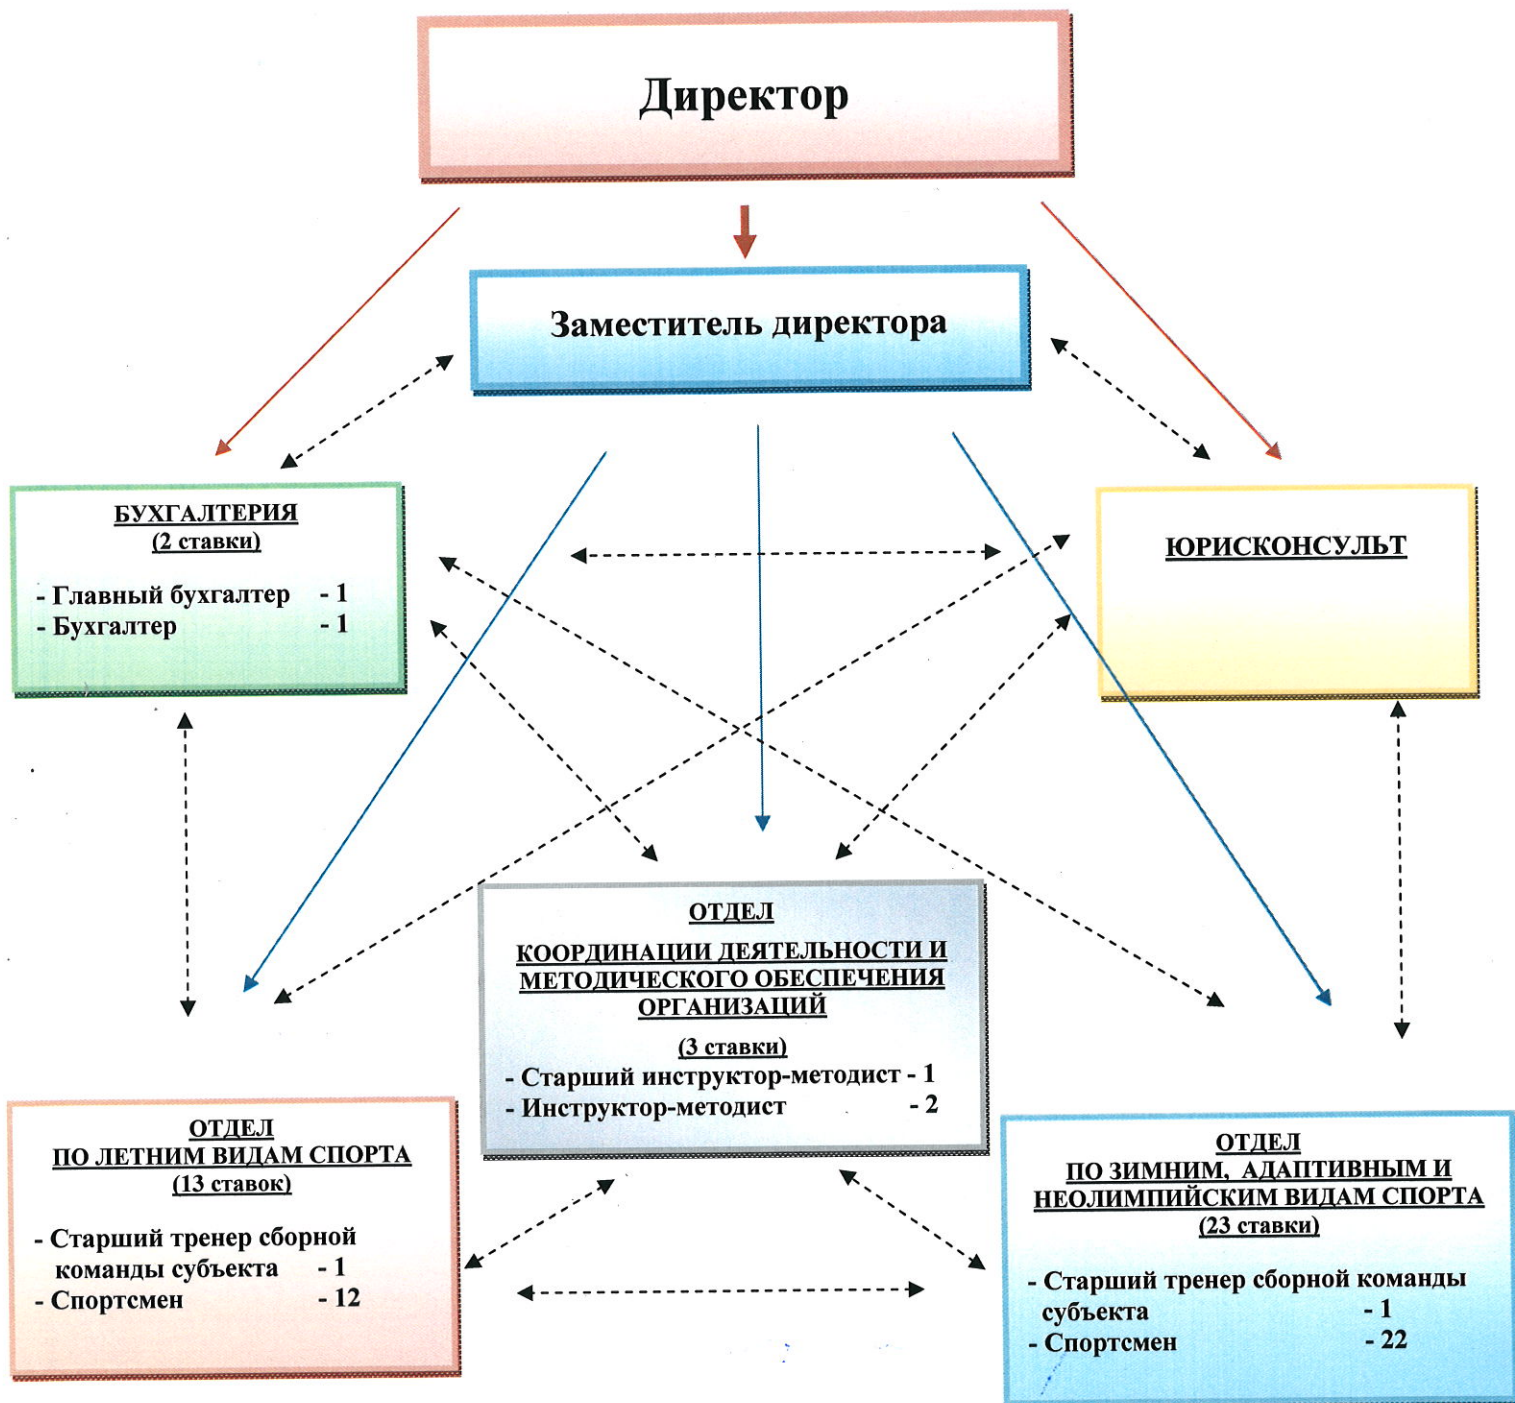 Директор
Заместитель директора
БУХГАЛТЕРИЯ
(2 ставки)
- Главный бухгалтер - 1
- Бухгалтер - 1
ЮРИСКОНСУЛЬТ
ОТДЕЛ
КООРДИНАЦИИ ДЕЯТЕЛЬНОСТИ И
МЕТОДИЧЕСКОГО ОБЕСПЕЧЕНИЯ
ОРГАНИЗАЦИЙ
(3 ставки)
- Старший инструктор-методист - 1
- Инструктор-методист - 2
ОТДЕЛ
ПО ЛЕТНИМ ВИДАМ СПОРТА
(13 ставок)
- Старший тренер сборной
команды субъекта - 1
- Спортсмен - 12
ОТДЕЛ
ПО ЗИМНИМ, АДАПТИВНЫМ И
НЕОЛИМПИЙСКИМ ВИДАМ СПОРТА
(23 ставки)
- Старший тренер сборной команды
субъекта - 1
- Спортсмен - 22